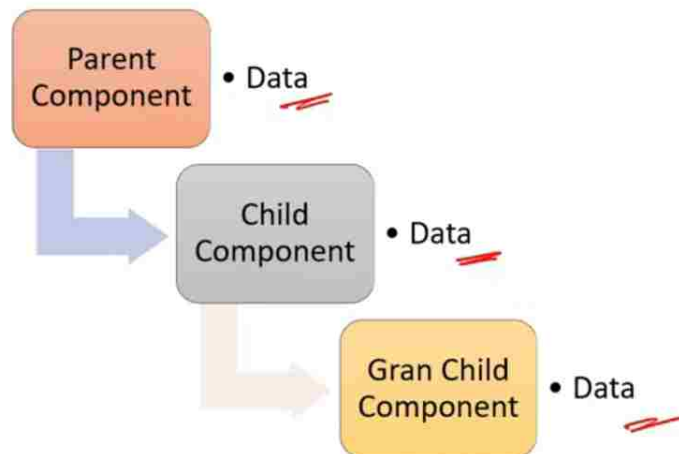 Parent
Component
• Data
Child
Component
• Data
Gran Child
Component
• Data